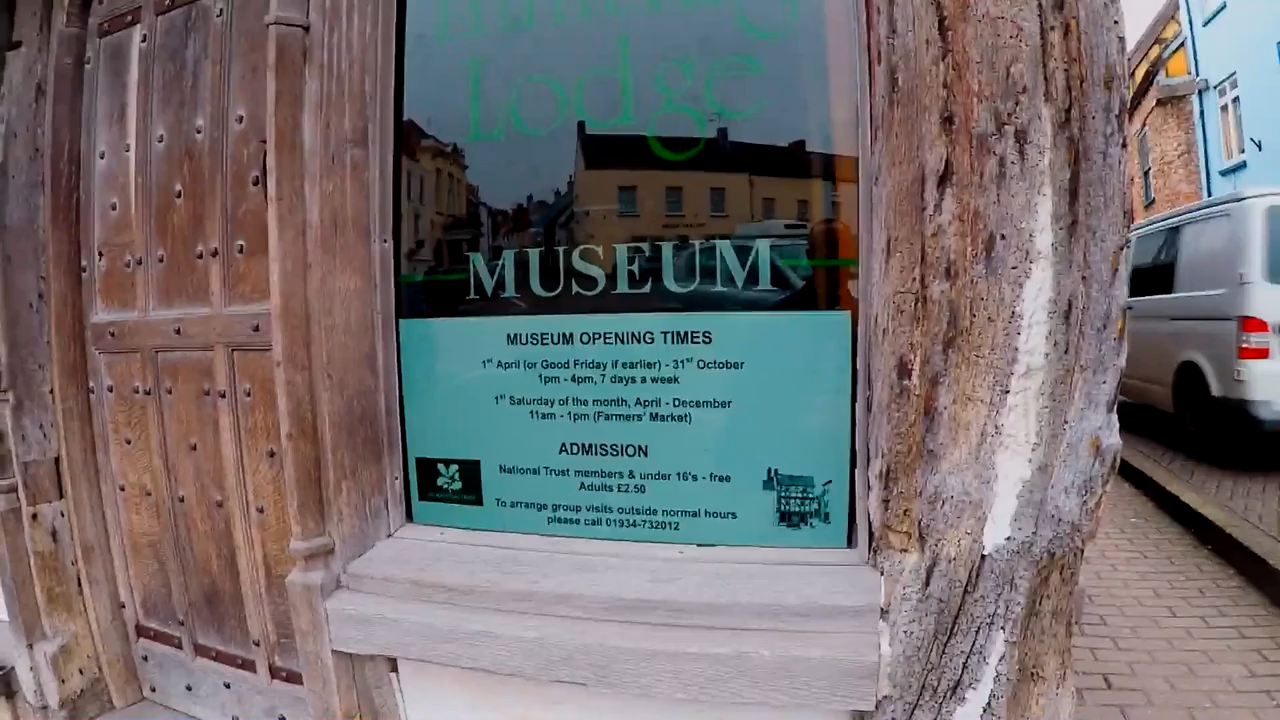 Lodge
MUSEUM
MUSEUM OPENING TIMES
1st April (or Good Friday if earlier) - 31st October
1pm - 4pm, 7 days a week
1st Saturday of the month, April - December
11am - 1pm (Farmers' Market)
ADMISSION
National Trust members & under 16's - free
Adults £2.50
To arrange group visits outside normal hours
please call 01934-732012